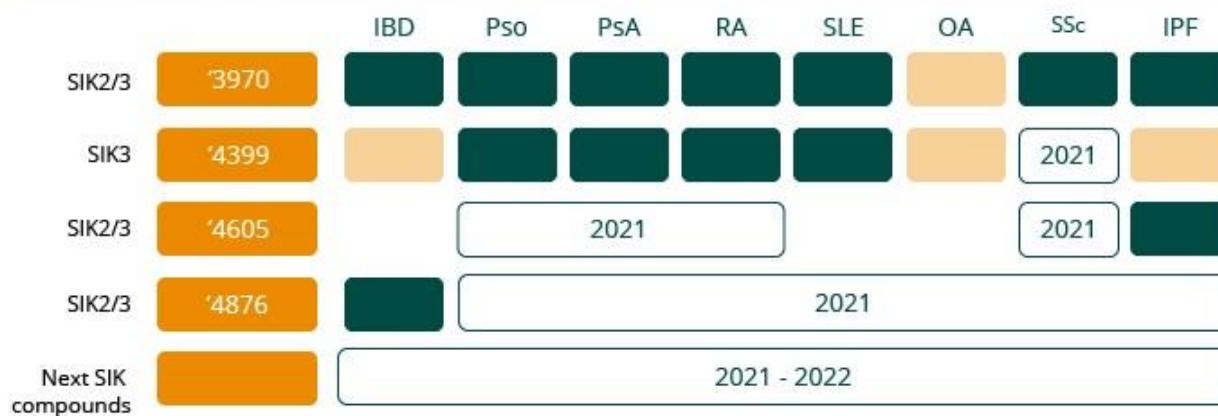 IBD Pso PsA RA SLE OA SSc IPF
SIK2/3 '3970
SIK3 '4399 2021
SIK2/3 '4605 2021 2021
SIK2/3 '4876 2021
Next SIK 2021 - 2022
compounds